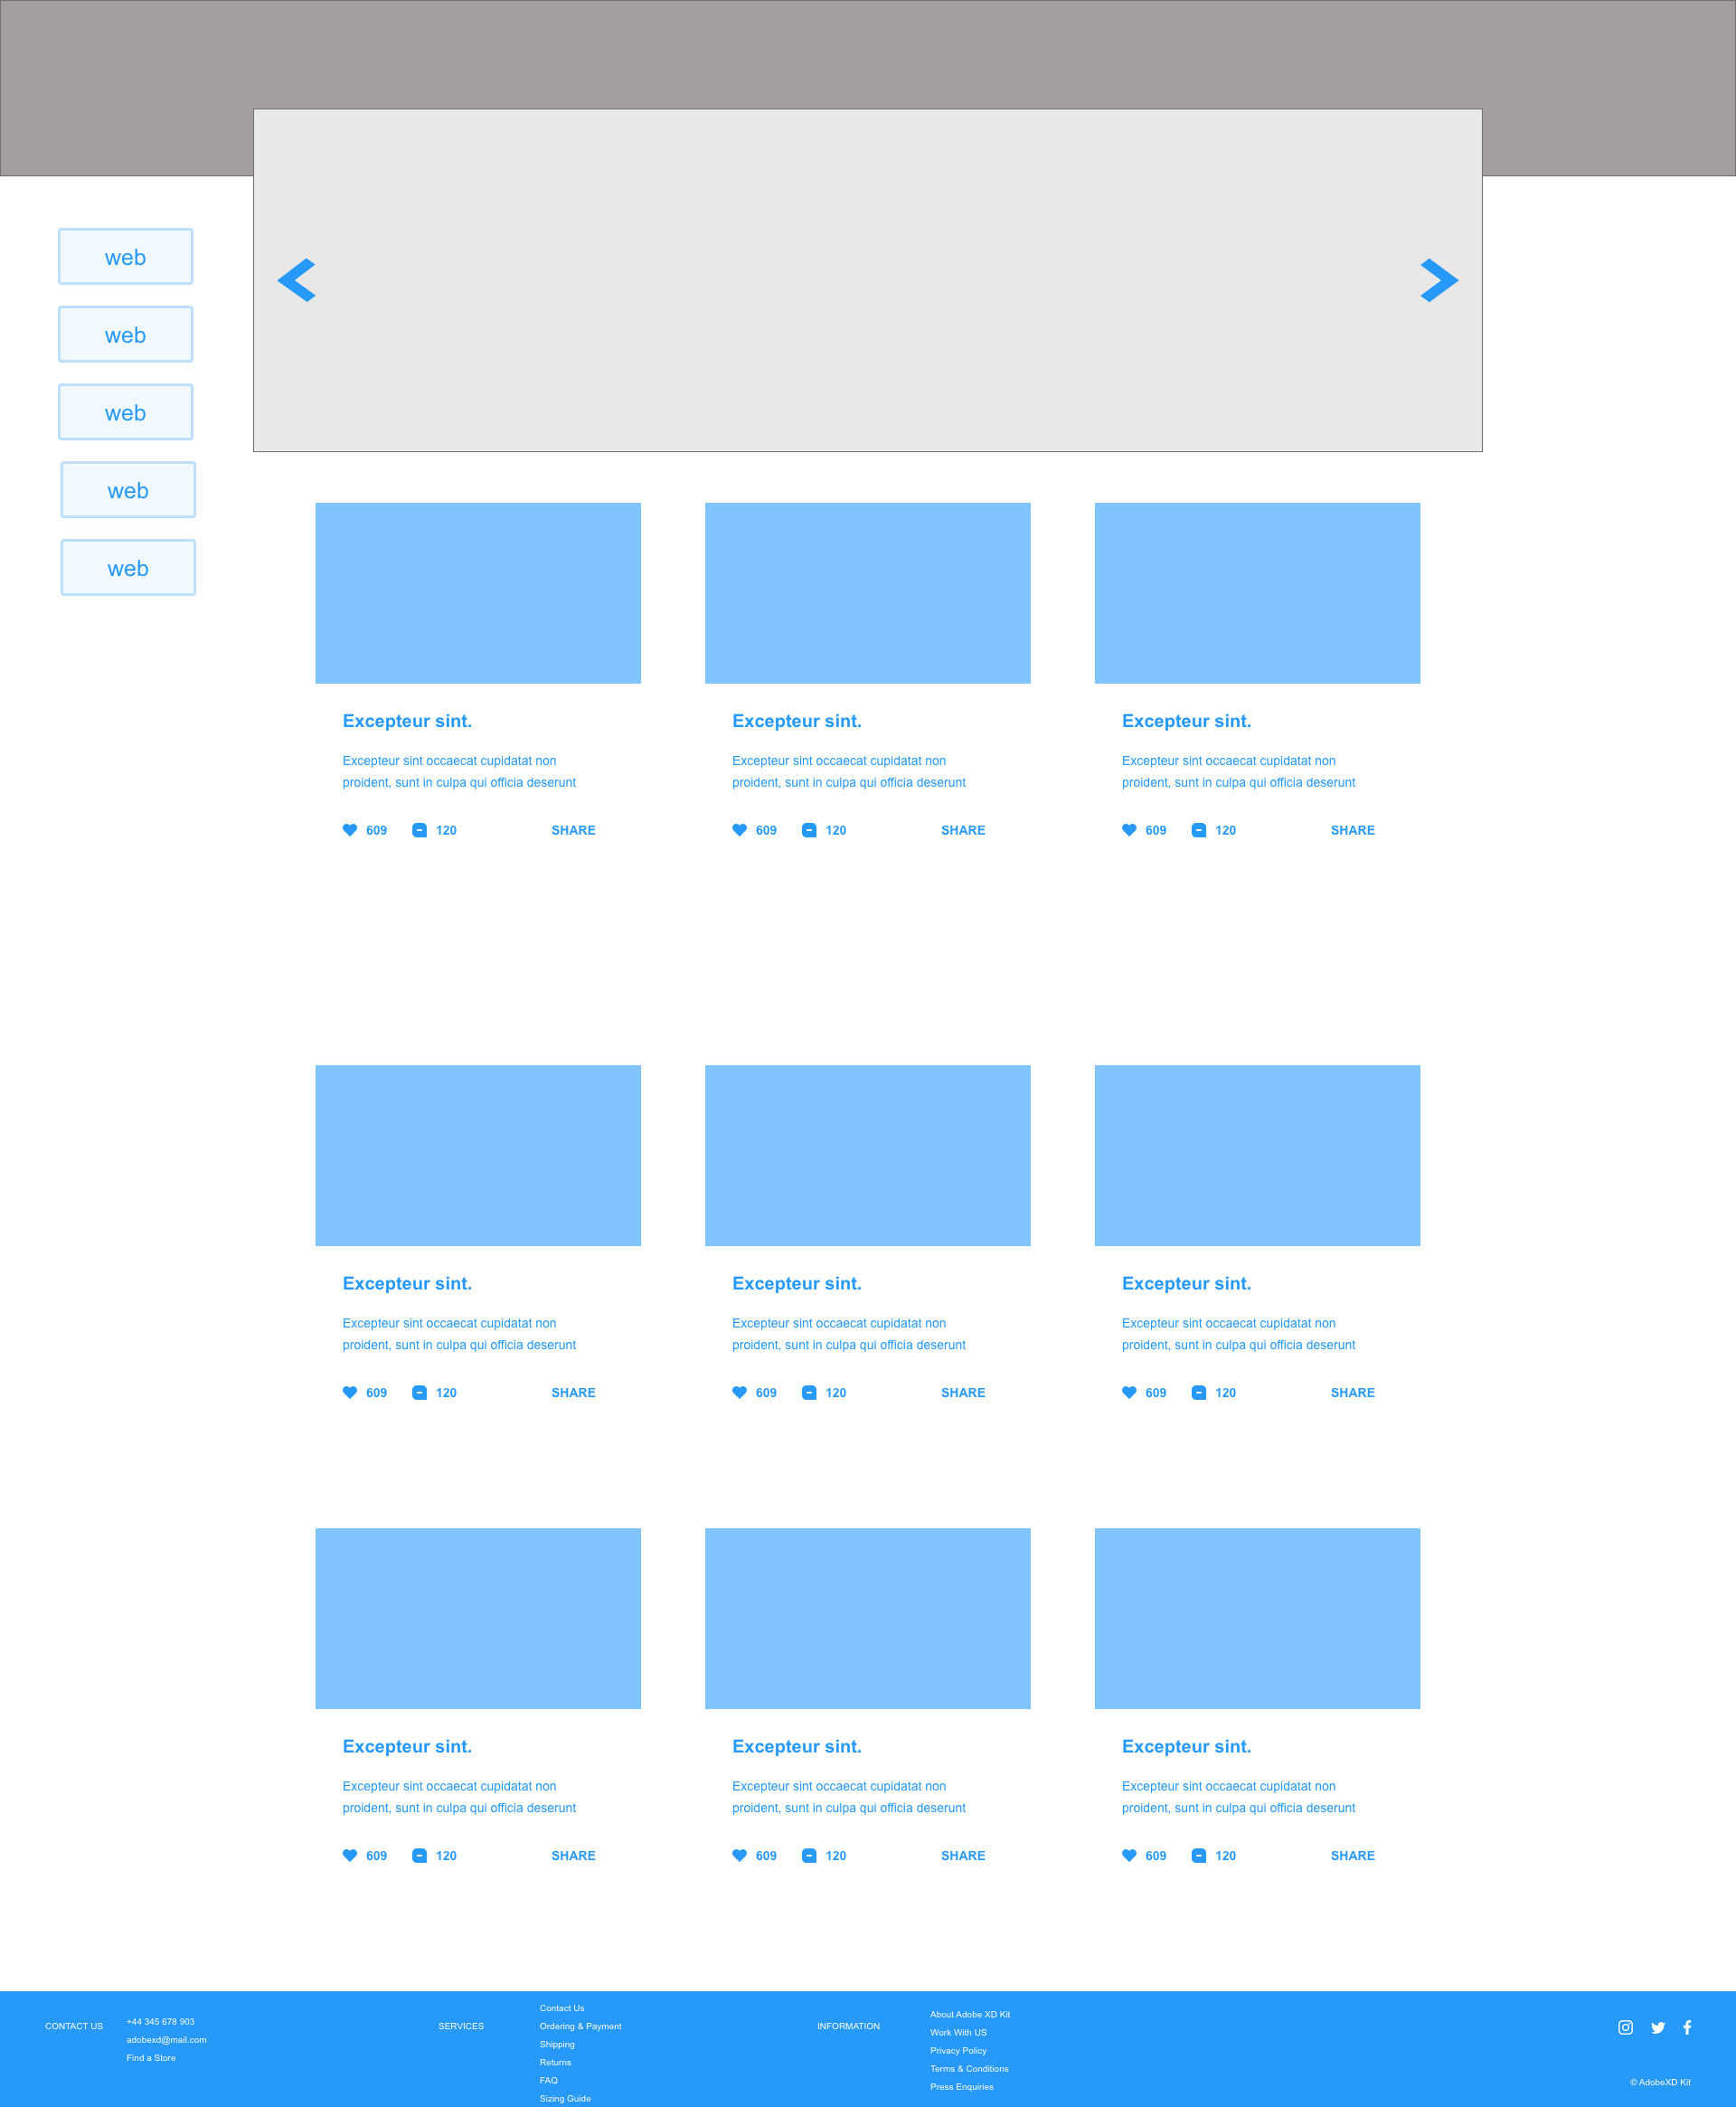 web
web
web
web
web
Excepteur sint.
Excepteur sint occaecat cupidatat non
proident, sunt in culpa qui officia deserunt
609 120 SHARE
Excepteur sint.
Excepteur sint occaecat cupidatat non
proident, sunt in culpa qui officia deserunt
609 120 SHARE
Excepteur sint.
Excepteur sint occaecat cupidatat non
proident, sunt in culpa qui officia deserunt
609 120 SHARE
Excepteur sint.
Excepteur sint occaecat cupidatat non
proident, sunt in culpa qui officia deserunt
609 120 SHARE
Excepteur sint.
Excepteur sint occaecat cupidatat non
proident, sunt in culpa qui officia deserunt
609 120 SHARE
Excepteur sint.
Excepteur sint occaecat cupidatat non
proident, sunt in culpa qui officia deserunt
609 120 SHARE
Excepteur sint.
Excepteur sint occaecat cupidatat non
proident, sunt in culpa qui officia deserunt
609 120 SHARE
Excepteur sint.
Excepteur sint occaecat cupidatat non
proident, sunt in culpa qui officia deserunt
609 120 SHARE
Excepteur sint.
Excepteur sint occaecat cupidatat non
proident, sunt in culpa qui officia deserunt
609 120 SHARE
CONTACT US
+44 345 678 903
adobexd@mail.com
Find a Store
SERVICES
Contact Us
Ordering & Payment
Shipping
Returns
FAQ
Sizing Guide
INFORMATION
About Adobe XD Kit
Work With US
Privacy Policy
Terms & Conditions
Press Enquiries
© AdobeXD Kit